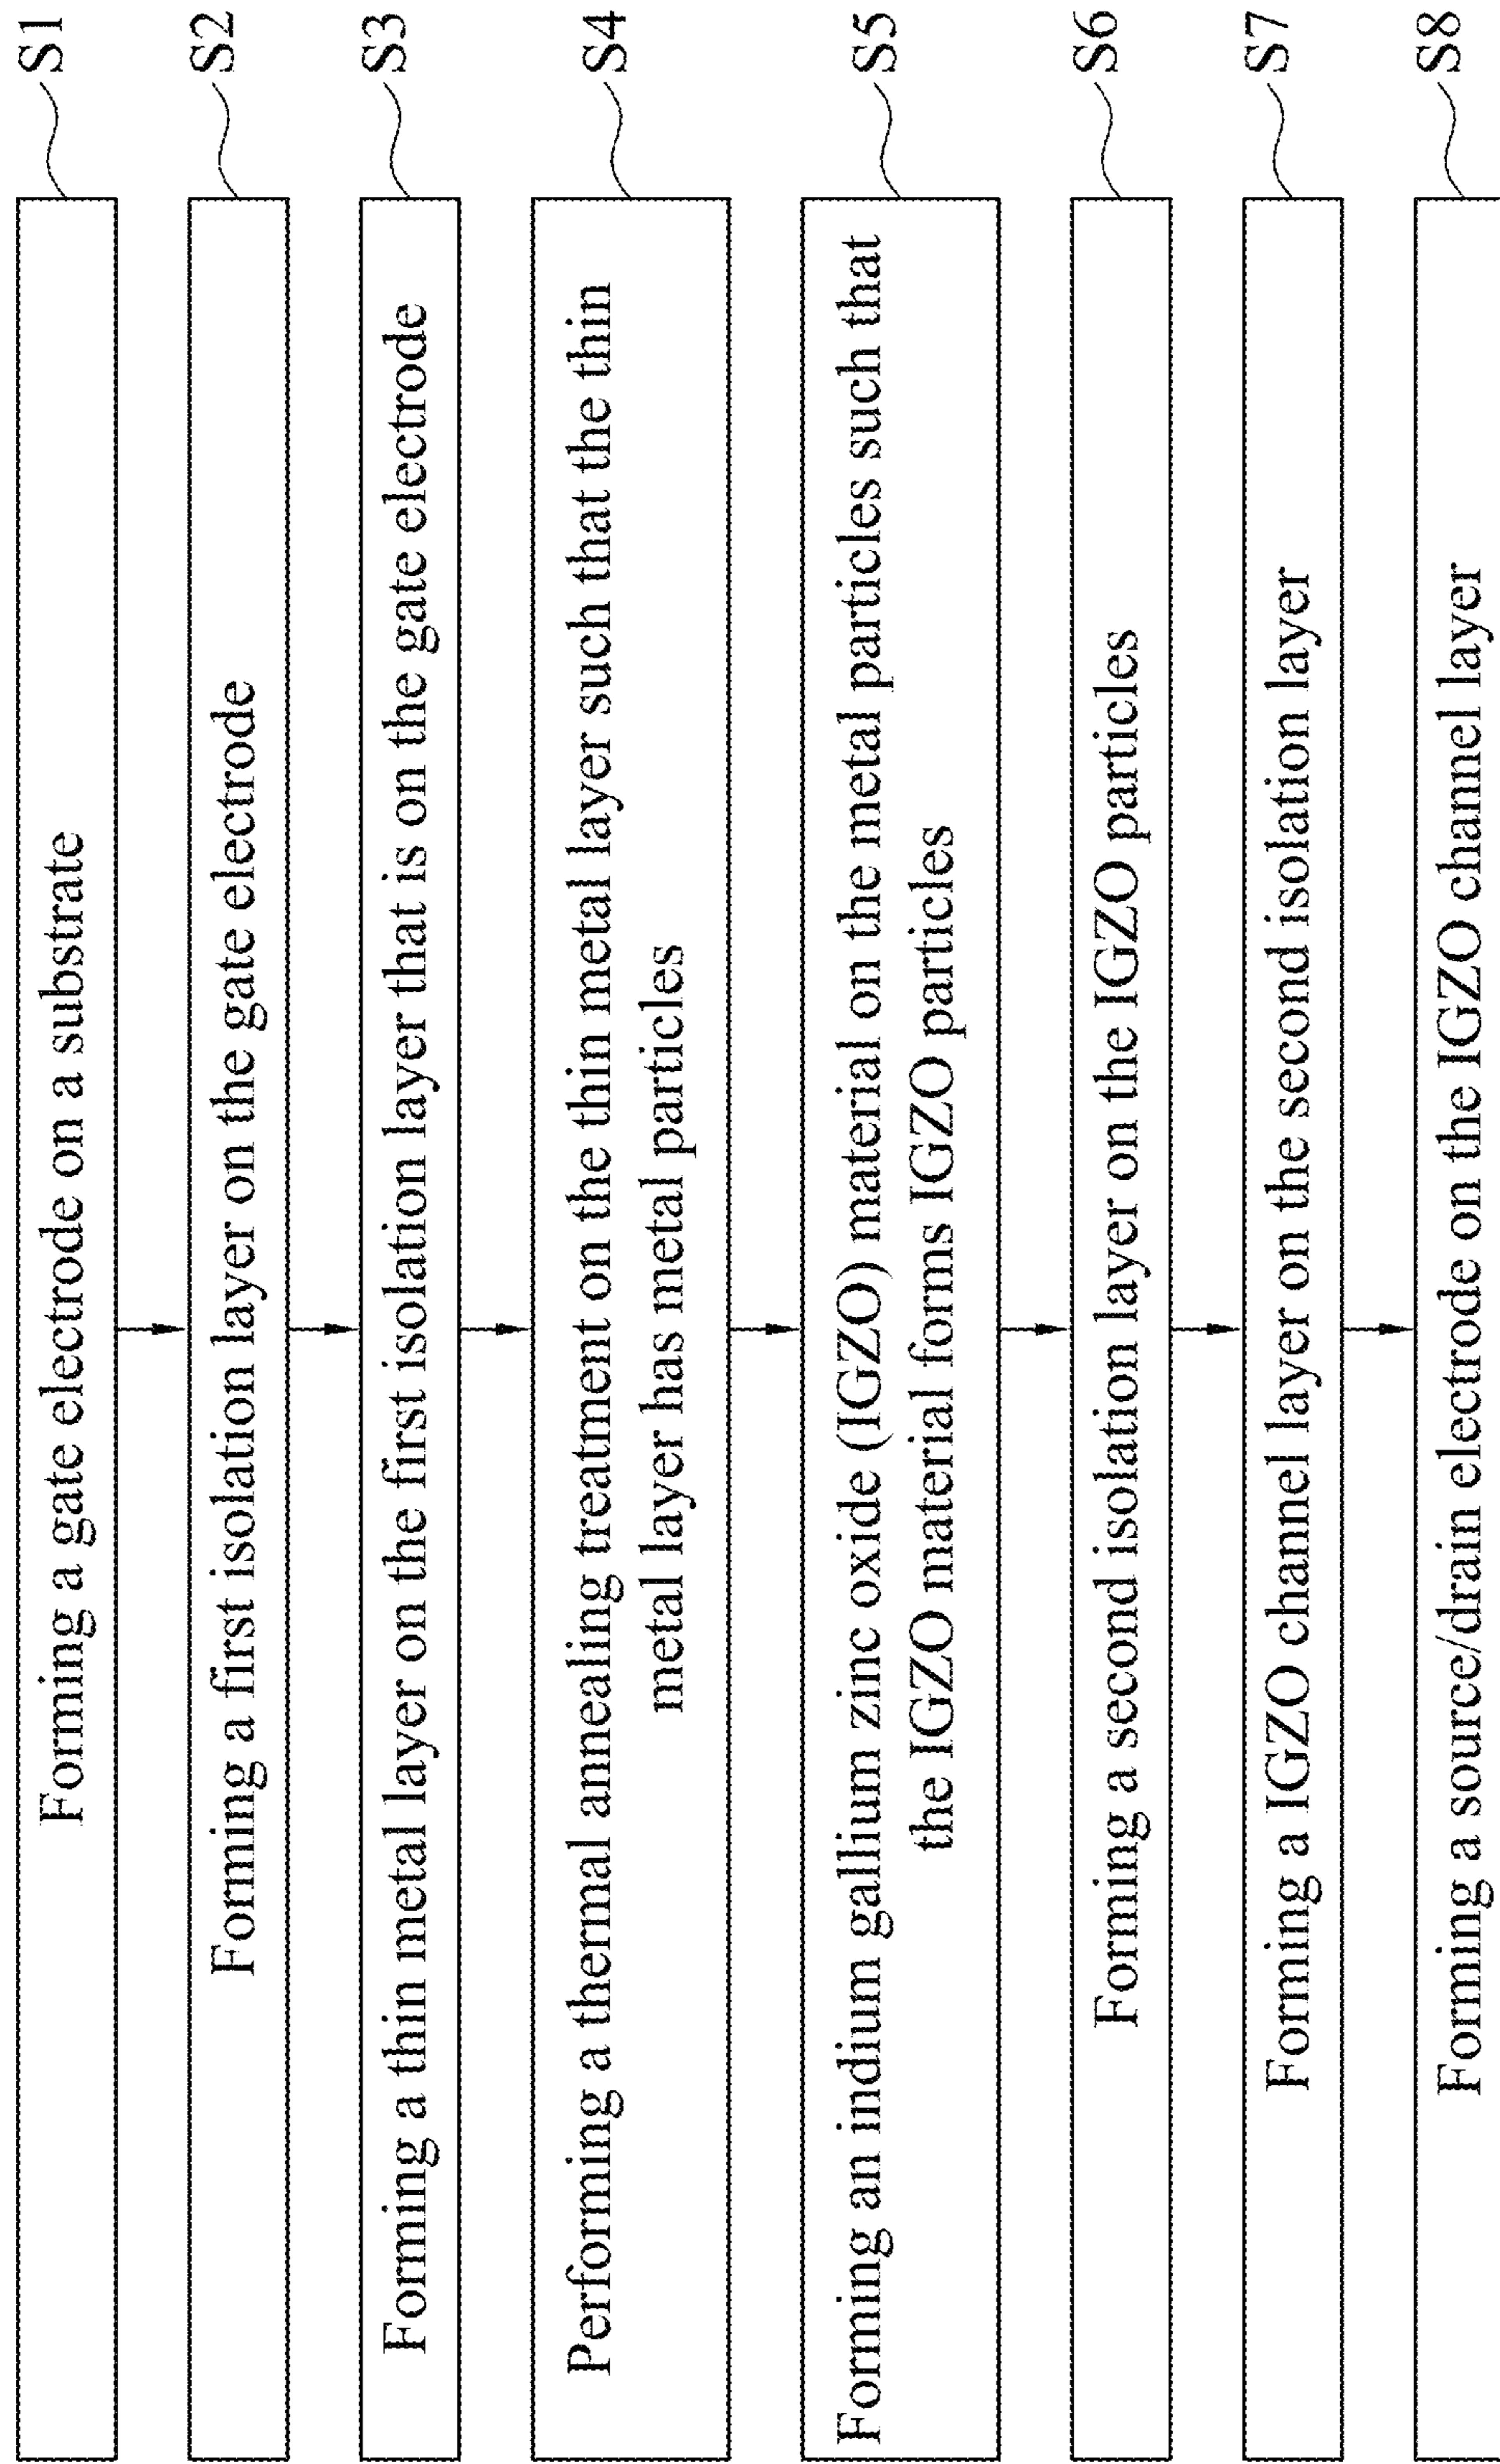 Forming a gate electrode on a substrate
S1
Forming a first isolation layer on the gate electrode
S2
Forming a thin metal layer on the first isolation layer that is on the gate electrode
S3
Performing a thermal annealing treatment on the thin metal layer such that the thin
metal layer has metal particles
S4
Forming an indium gallium zinc oxide (IGZO) material on the metal particles such that
the IGZO material forms IGZO particles
S5
Forming a second isolation layer on the IGZO particles
S6
Forming a IGZO channel layer on the second isolation layer
S7
Forming a source/drain electrode on the IGZO channel layer
S8